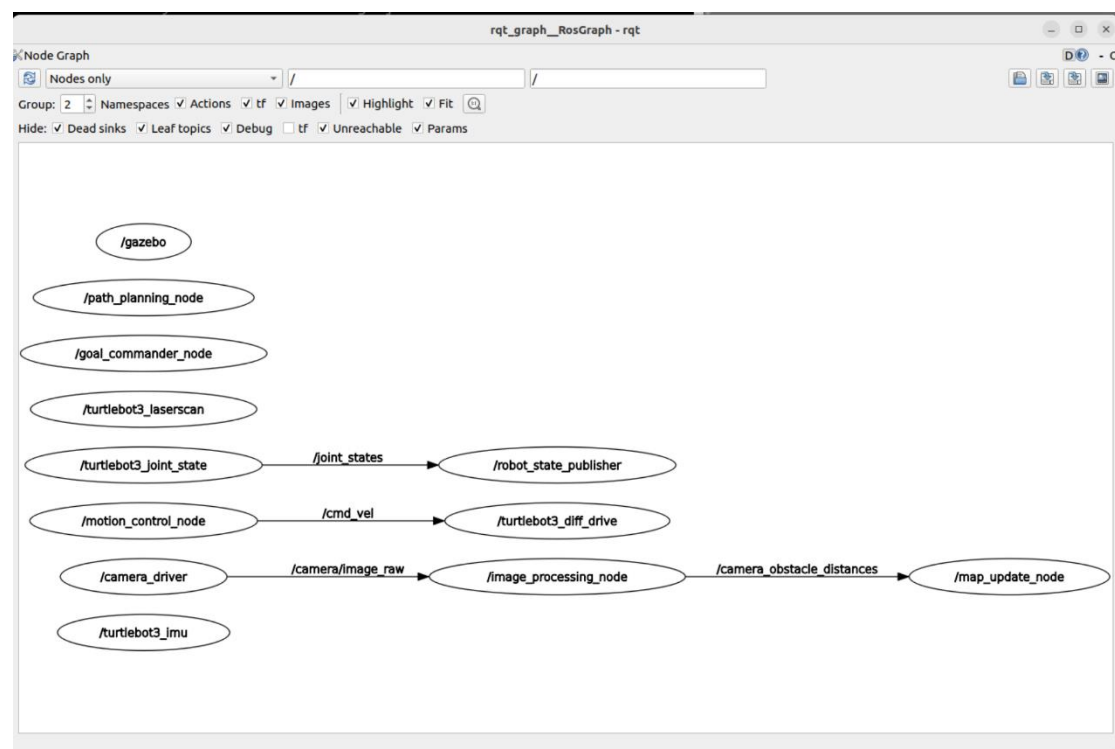 rqt_graph__RosGraph - rqt
Node Graph
D - C
Nodes only / /
Group: 2 Namespaces Actions tf Images Highlight Fit
Hide: Dead sinks Leaf topics Debug tf Unreachable Params
/gazebo
/path_planning_node
/goal_commander_node
/turtlebot3_laserscan
/turtlebot3_joint_state /joint_states /robot_state_publisher
/motion_control_node /cmd_vel /turtlebot3_diff_drive
/camera_driver /camera/image_raw /image_processing_node /camera_obstacle_distances /map_update_node
/turtlebot3_imu